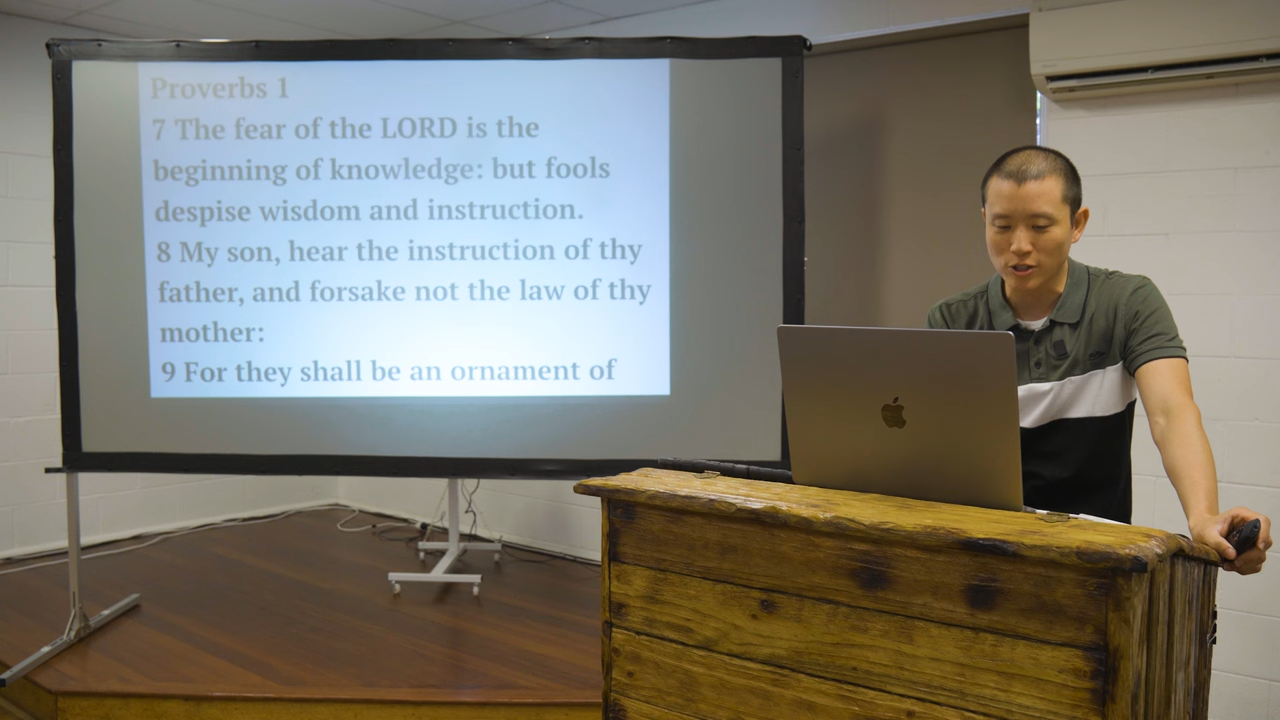 Proverbs 1
7 The fear of the LORD is the
beginning of knowledge: but fools
despise wisdom and instruction.
8 My son, hear the instruction of thy
father, and forsake not the law of thy
mother:
9 For they shall be an ornament of